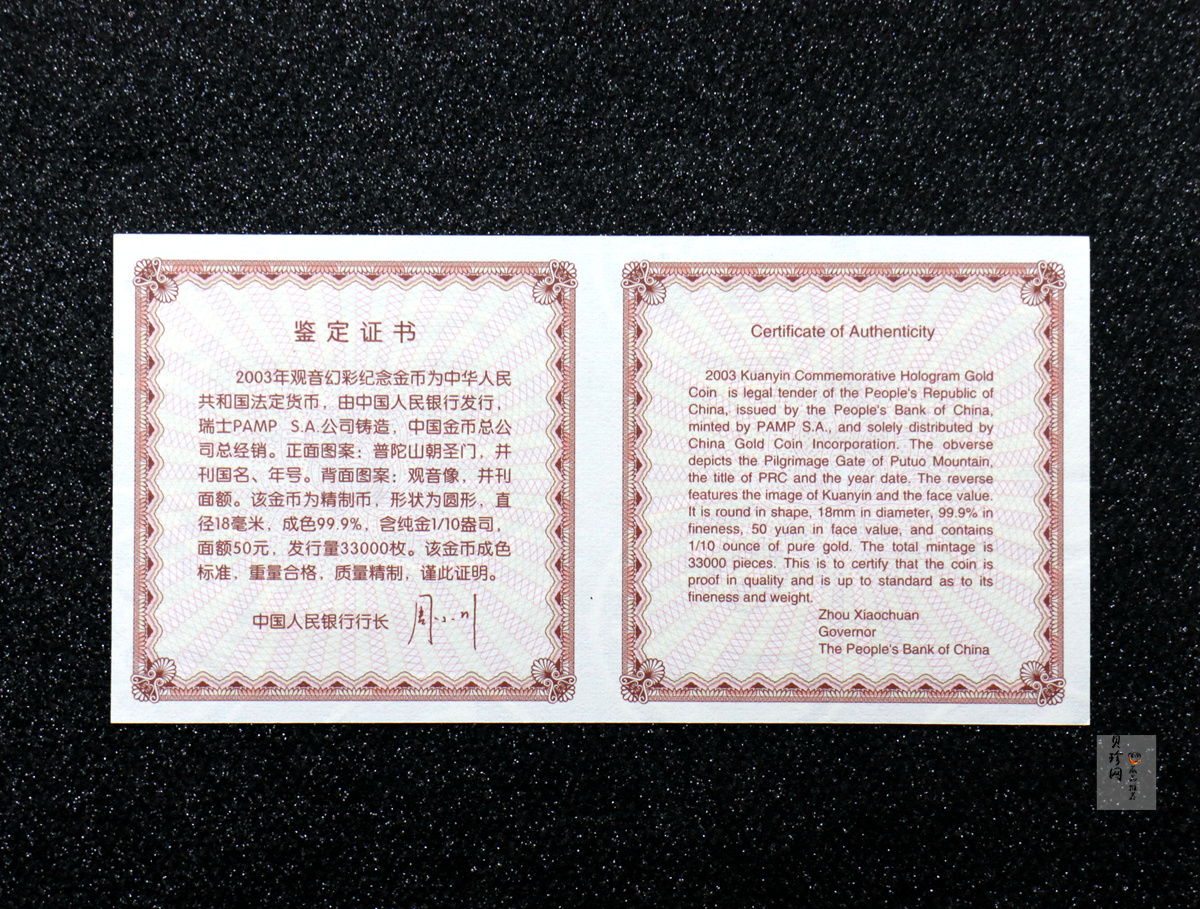 鉴定证书
2003年观音幻彩纪念金币为中华人民
共和国法定货币，由中国人民银行发行，
瑞士PAMP S.A.公司铸造，中国金币总公
司总经销。正面图案：普陀山朝圣门，并
刊国名、年号。背面图案：观音像，并刊
面额。该金币为精制币，形状为圆形，直
径18毫米，成色99.9%，含纯金1/10盎司，
面额50元，发行量33000枚。该金币成色
标准，重量合格，质量精制，谨此证明。
中国人民银行行长 周小川
Certificate of Authenticity
2003 Kuanyin Commemorative Hologram Gold
Coin is legal tender of the People's Republic of
China, issued by the People's Bank of China,
minted by PAMP S.A., and solely distributed by
China Gold Coin Incorporation. The obverse
depicts the Pilgrimage Gate of Putuo Mountain,
the title of PRC and the year date. The reverse
features the image of Kuanyin and the face value.
It is round in shape, 18mm in diameter, 99.9% in
fineness, 50 yuan in face value, and contains
1/10 ounce of pure gold. The total mintage is
33000 pieces. This is to certify that the coin is
proof in quality and is up to standard as to its
fineness and weight.
Zhou Xiaochuan
Governor
The People's Bank of China
贝珍网